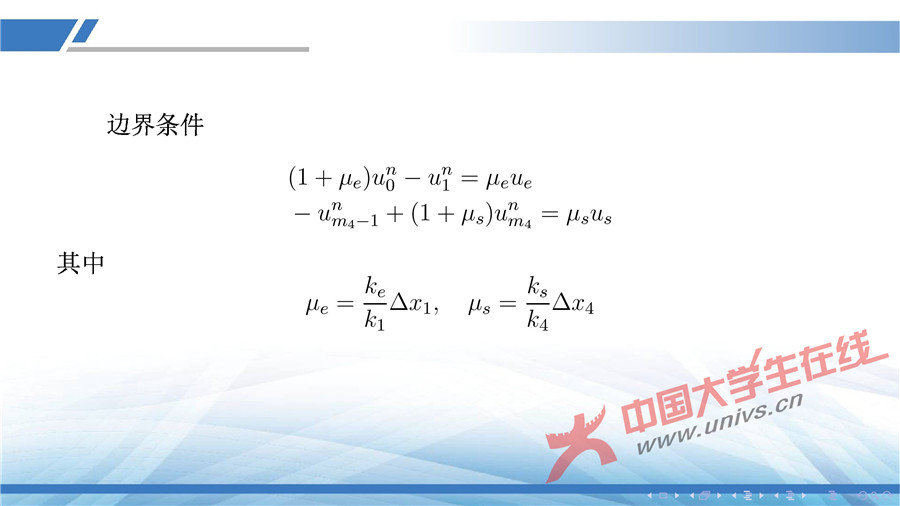 边界条件
(1 + μ_e)u_0^n − u_1^n = μ_e u_e
− u_{m_4−1}^n + (1 + μ_s)u_{m_4}^n = μ_s u_s
其中
μ_e = \frac{k_e}{k_1}Δx_1, μ_s = \frac{k_s}{k_4}Δx_4
中国大学生在线
www.univs.cn